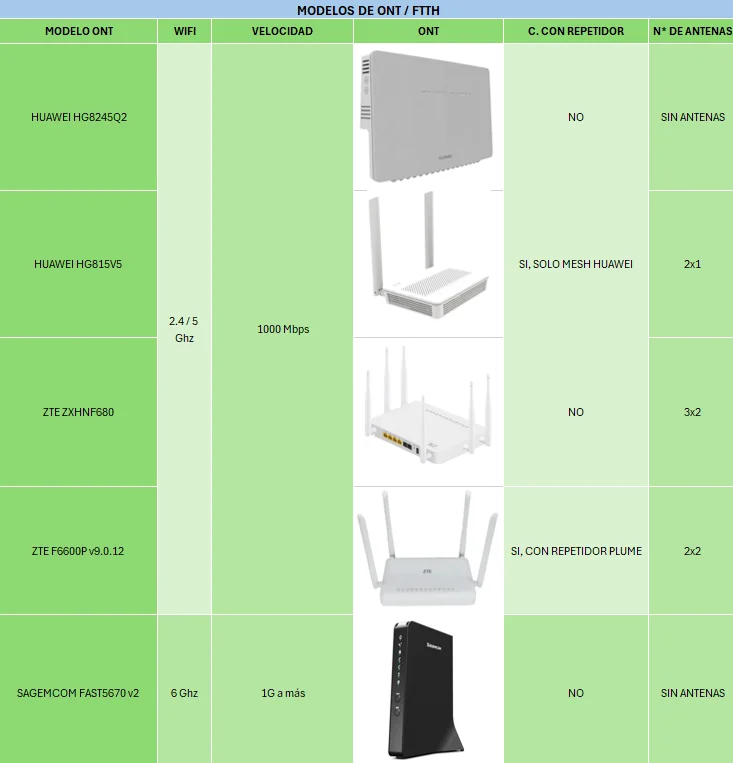 MODELOS DE ONT / FTTH
MODELO ONT WIFI VELOCIDAD ONT C. CON REPETIDOR N* DE ANTENAS
HUAWEI HG8245Q2 NO SIN ANTENAS
HUAWEI HG815V5 SI, SOLO MESH HUAWEI 2x1
2.4 / 5
Ghz
1000 Mbps
ZTE ZXHNF680 NO 3x2
ZTE F6600P v9.0.12 SI, CON REPETIDOR PLUME 2x2
ZTE
SAGEMCOM FAST5670 v2 6 Ghz 1G a más NO SIN ANTENAS
SAGEMCOM